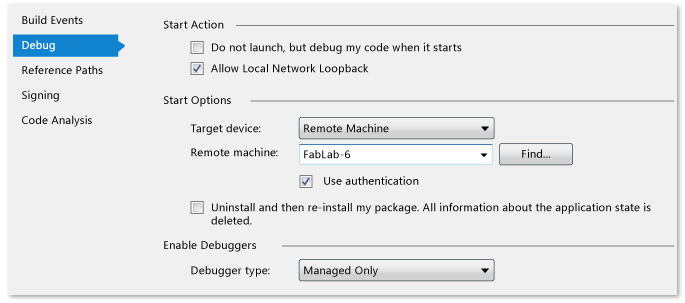 Build Events
Debug
Reference Paths
Signing
Code Analysis
Start Action
Do not launch, but debug my code when it starts
Allow Local Network Loopback
Start Options
Target device: Remote Machine
Remote machine: FabLab-6 Find...
Use authentication
Uninstall and then re-install my package. All information about the application state is
deleted.
Enable Debuggers
Debugger type: Managed Only